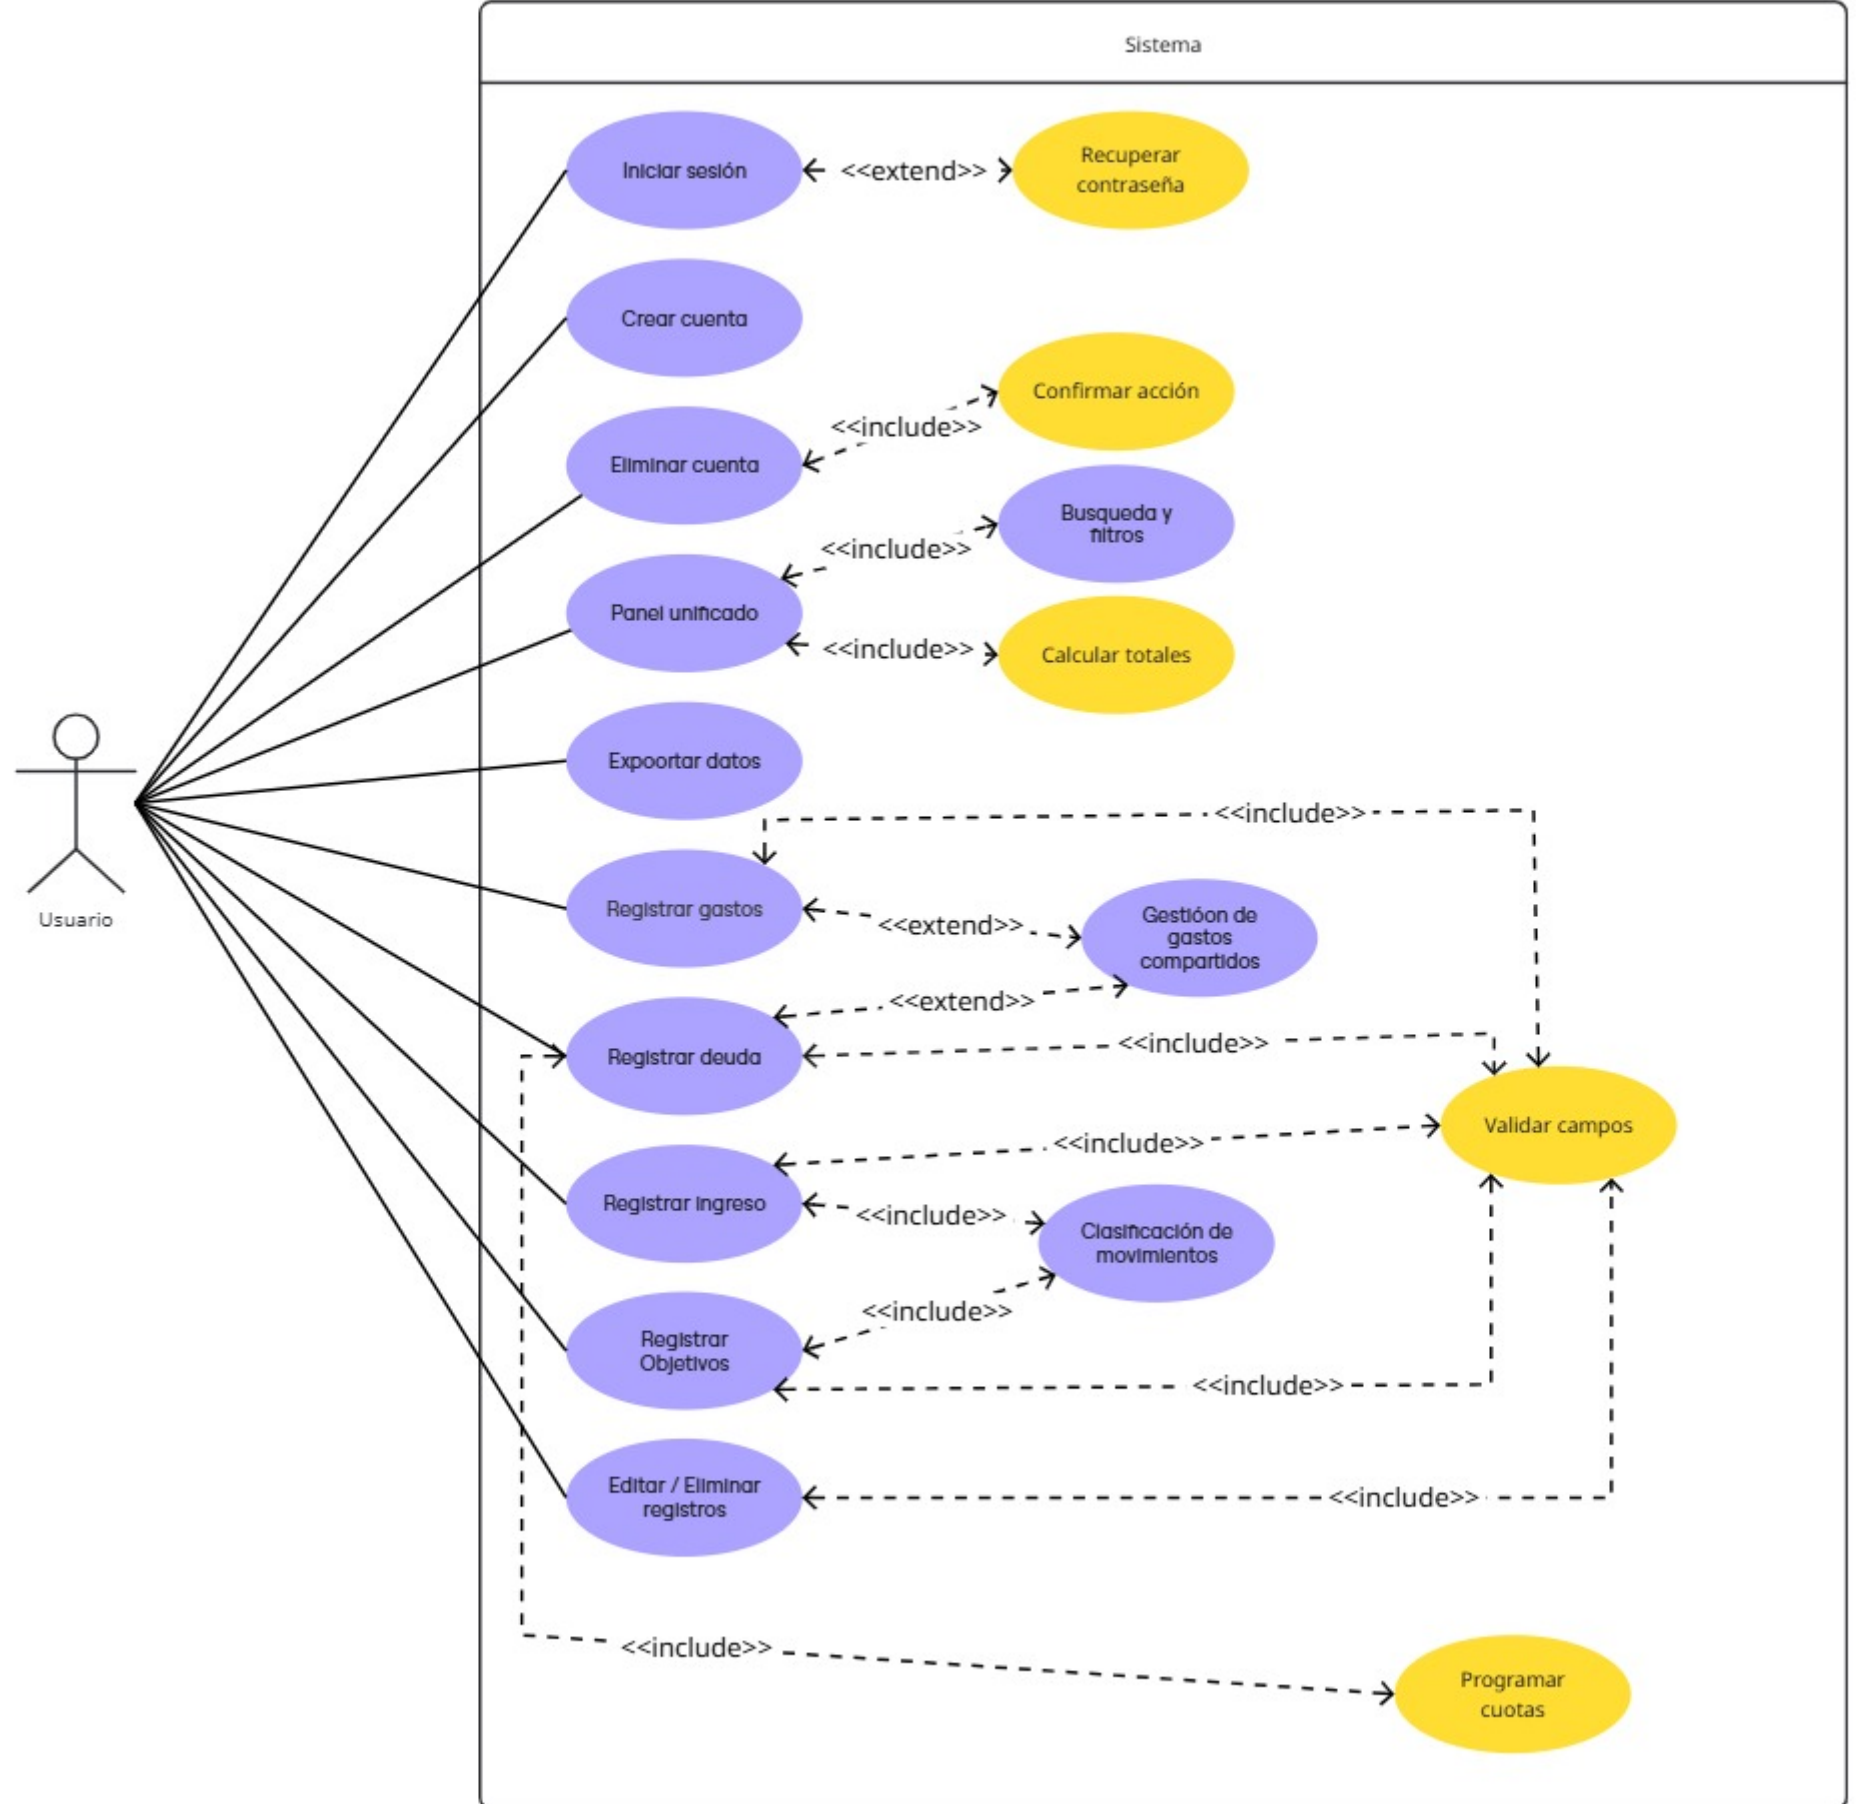 Sistema
Iniciar sesión
<<extend>>
Recuperar
contraseña
Crear cuenta
Confirmar acción
<<include>>
Eliminar cuenta
Busqueda y
filtros
<<include>>
Panel unificado
<<include>>
Calcular totales
Expoortar datos
<<include>>
Usuario
Registrar gastos
<<extend>>
Gestióon de
gastos
compartidos
<<extend>>
Registrar deuda
<<include>>
Validar campos
<<include>>
Registrar ingreso
<<include>>
Clasificación de
movimientos
<<include>>
Registrar
Objetivos
<<include>>
Editar / Eliminar
registros
<<include>>
<<include>>
Programar
cuotas